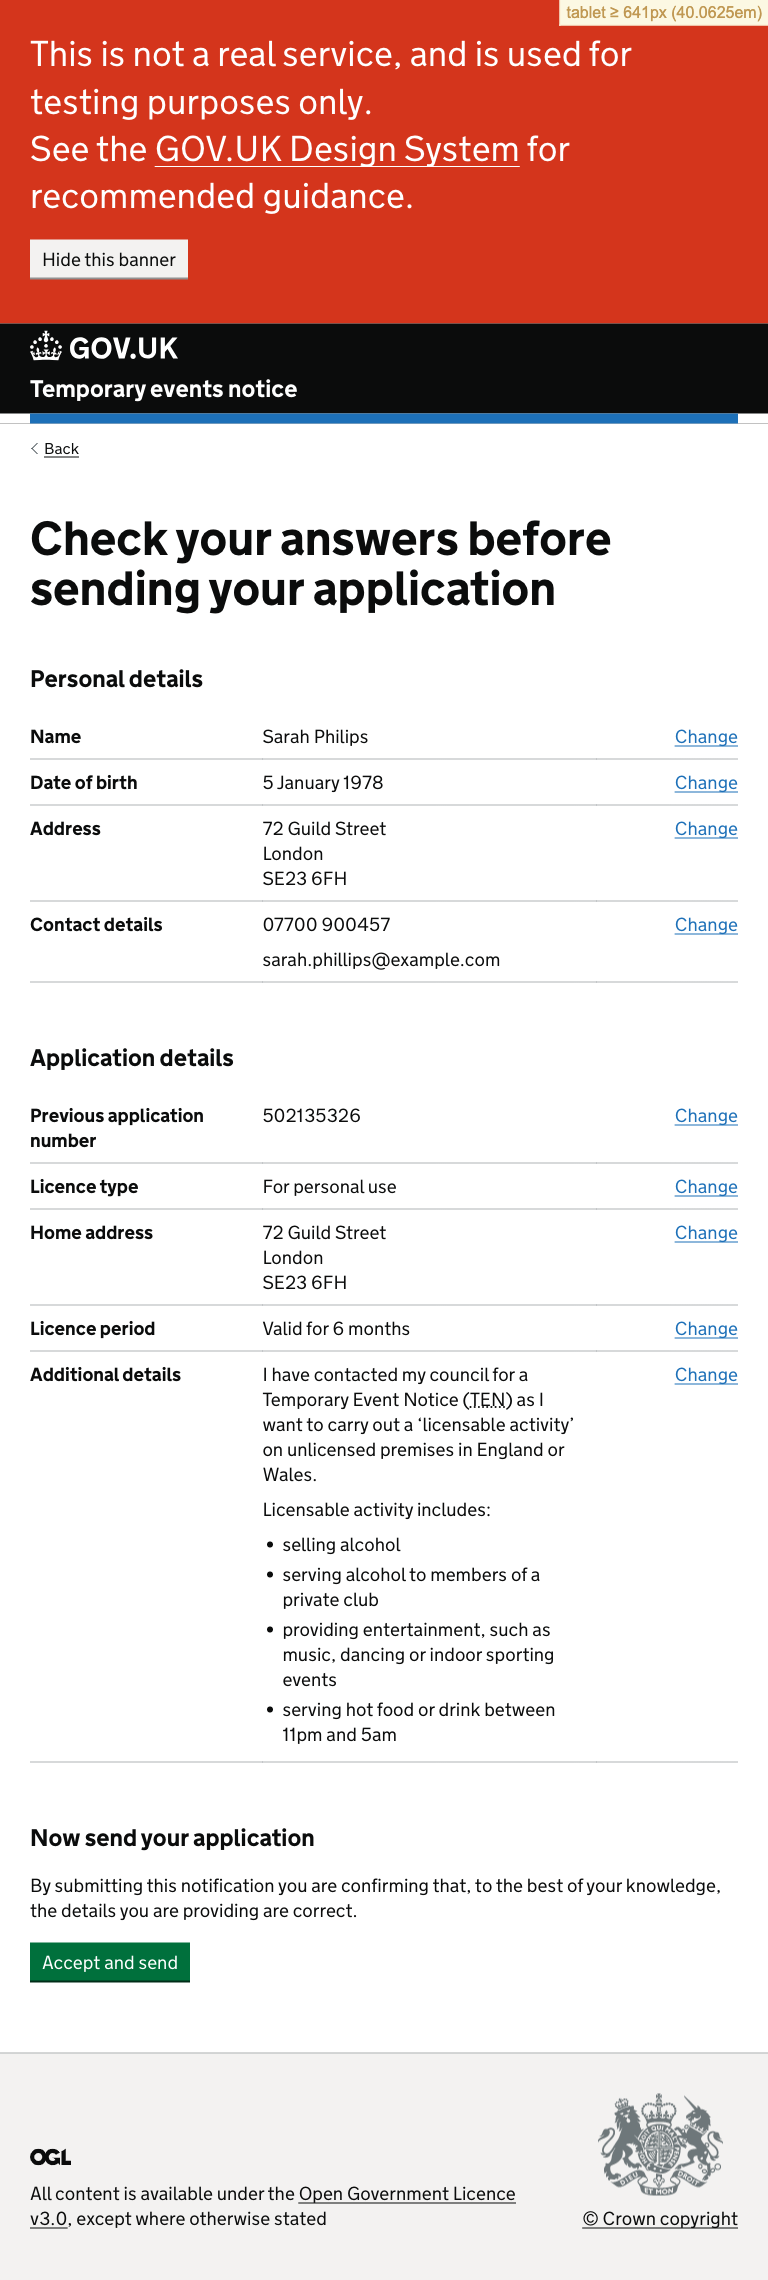 tablet ≥ 641px (40.0625em)
This is not a real service, and is used for
testing purposes only.
See the GOV.UK Design System for
recommended guidance.
Hide this banner
GOV.UK
Temporary events notice
Back
Check your answers before
sending your application
Personal details
Name Sarah Philips Change
Date of birth 5 January 1978 Change
Address 72 Guild Street Change
London
SE23 6FH
Contact details 07700 900457 Change
sarah.phillips@example.com
Application details
Previous application 502135326 Change
number
Licence type For personal use Change
Home address 72 Guild Street Change
London
SE23 6FH
Licence period Valid for 6 months Change
Additional details I have contacted my council for a Change
Temporary Event Notice (TEN) as I
want to carry out a ‘licensable activity’
on unlicensed premises in England or
Wales.
Licensable activity includes:
• selling alcohol
• serving alcohol to members of a
private club
• providing entertainment, such as
music, dancing or indoor sporting
events
• serving hot food or drink between
11pm and 5am
Now send your application
By submitting this notification you are confirming that, to the best of your knowledge,
the details you are providing are correct.
Accept and send
OGL
All content is available under the Open Government Licence
v3.0, except where otherwise stated
© Crown copyright